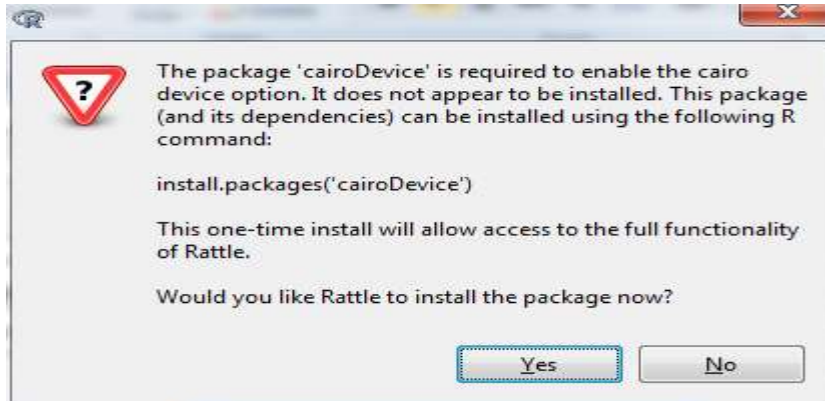 The package 'cairoDevice' is required to enable the cairo
device option. It does not appear to be installed. This package
(and its dependencies) can be installed using the following R
command:
install.packages('cairoDevice')
This one-time install will allow access to the full functionality
of Rattle.
Would you like Rattle to install the package now?
Yes No